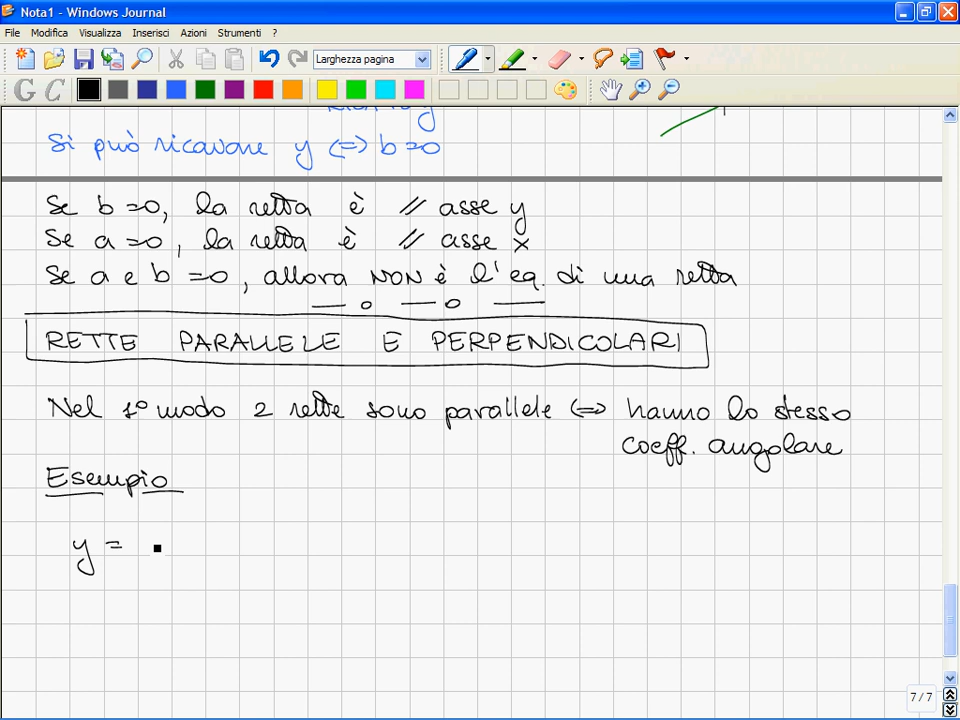 Nota1 - Windows Journal
File Modifica Visualizza Inserisci Azioni Strumenti ?
Larghezza pagina
G C
Si può ricavare y <=> b=0
Se b=0, la retta è // asse y
Se a=0, la retta è // asse x
Se a e b =0, allora NON è l'eq. di una retta
— o — o —
RETTE PARALLELE E PERPENDICOLARI
Nel 1° modo 2 rette sono parallele <=> hanno lo stesso
coeff. angolare
Esempio
y =
7 / 7